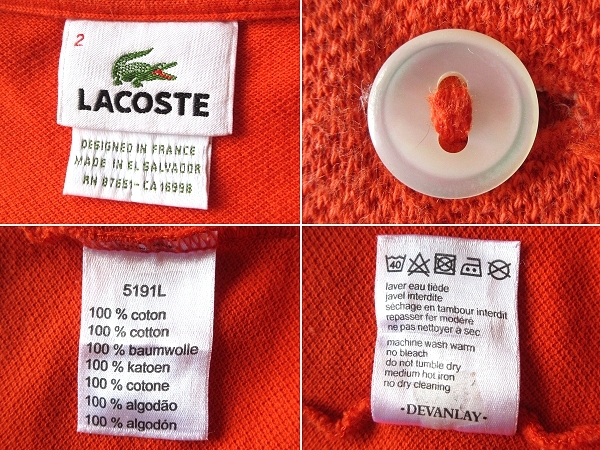 2
LACOSTE
DESIGNED IN FRANCE
MADE IN EL SALVADOR
RN 87651-CA 16998
5191L
100 % coton
100 % cotton
100 % baumwolle
100 % katoen
100 % cotone
100 % algodão
100 % algodón
40
laver eau tiède
javel interdite
séchage en tambour interdit
repasser fer modéré
ne pas nettoyer à sec
machine wash warm
no bleach
do not tumble dry
medium hot iron
no dry cleaning
-DEVANLAY-